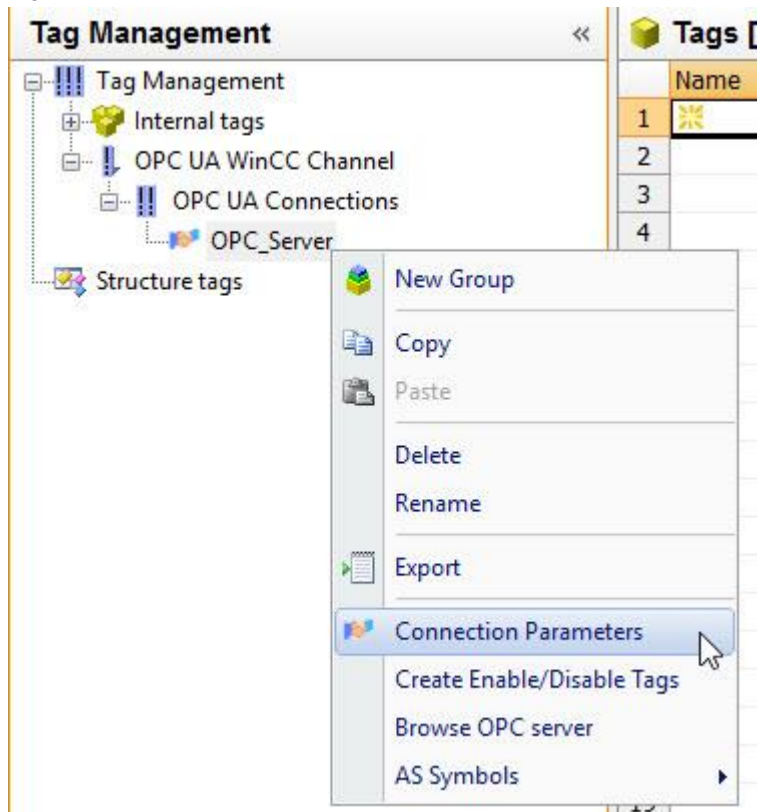 Tag Management «
Tags [
Tag Management
Name
Internal tags
1
OPC UA WinCC Channel
2
OPC UA Connections
3
OPC_Server
4
Structure tags
New Group
Copy
Paste
Delete
Rename
Export
Connection Parameters
Create Enable/Disable Tags
Browse OPC server
AS Symbols